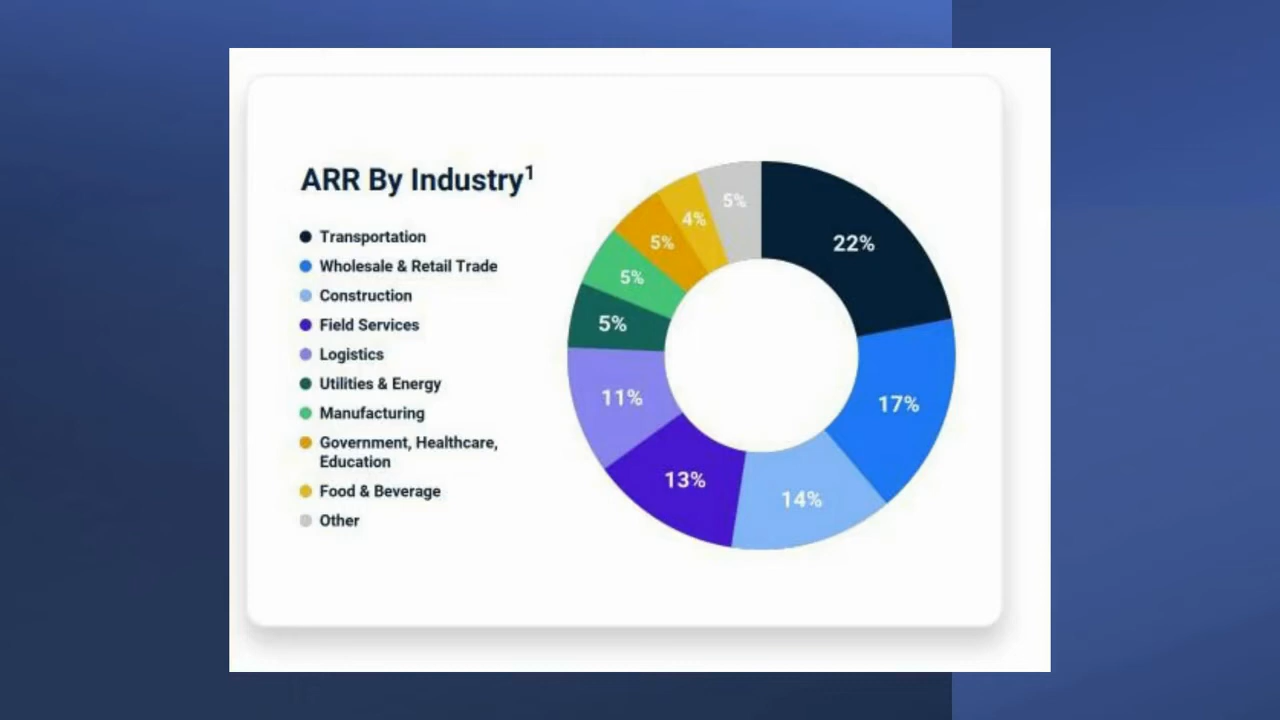 ARR By Industry¹
Transportation
Wholesale & Retail Trade
Construction
Field Services
Logistics
Utilities & Energy
Manufacturing
Government, Healthcare,
Education
Food & Beverage
Other
22%
17%
14%
13%
11%
5%
5%
5%
4%
5%